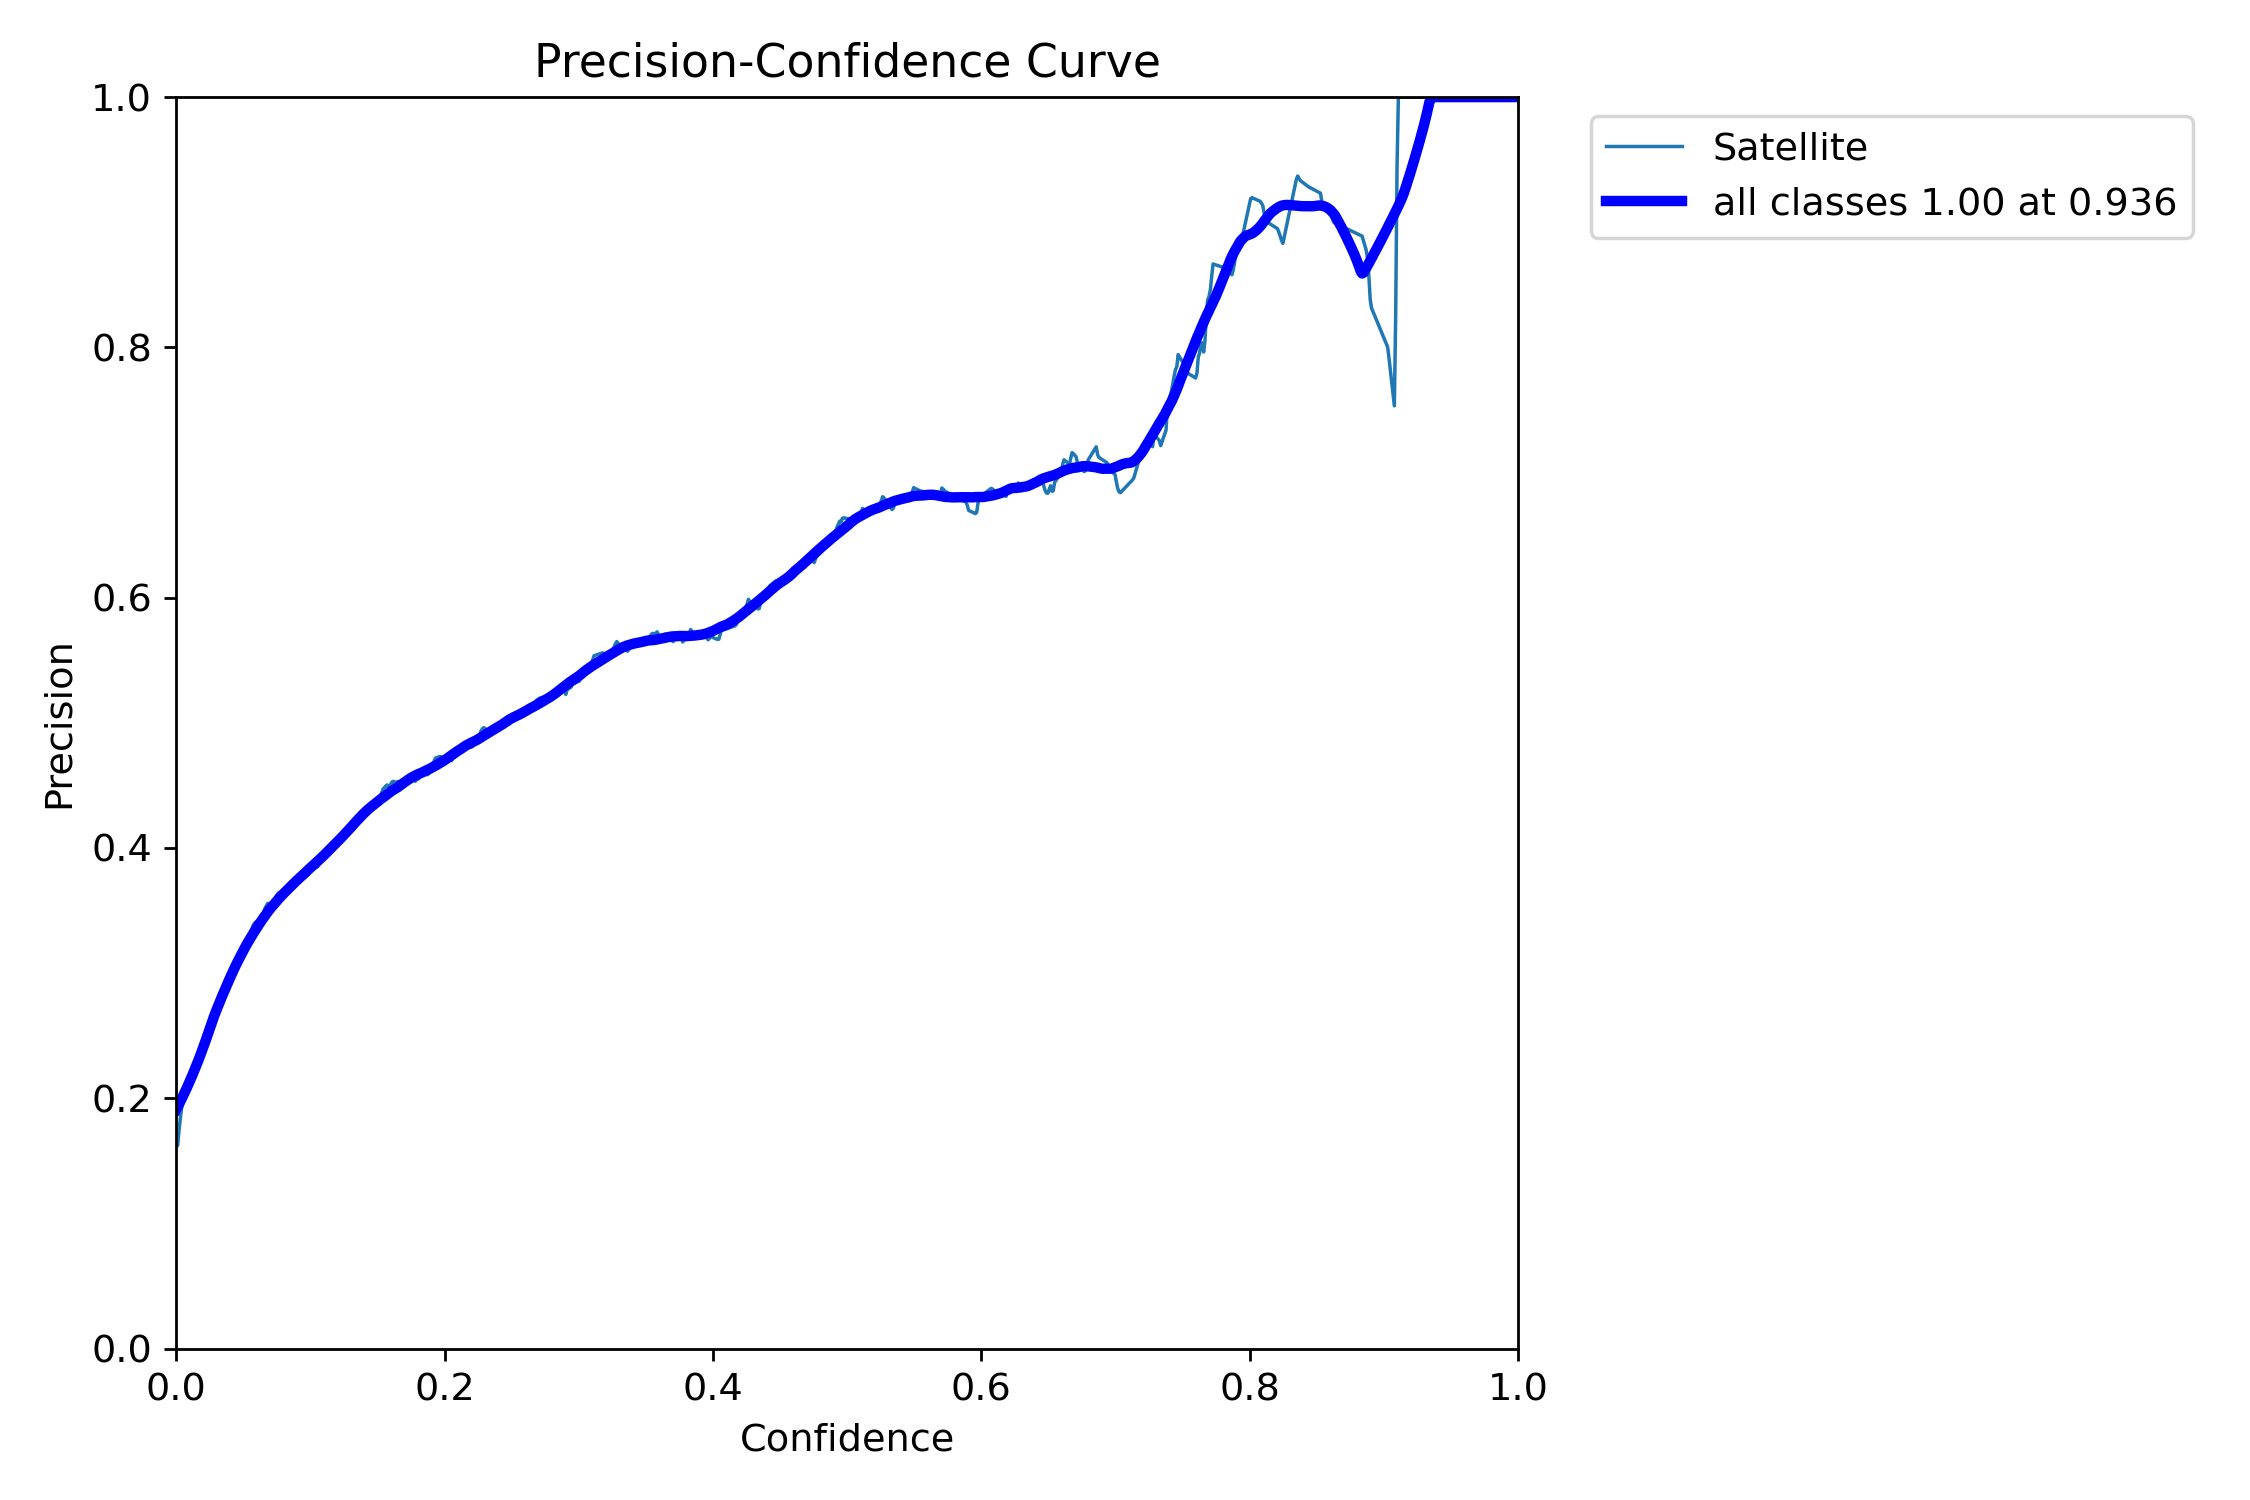 Precision-Confidence Curve
Satellite
all classes 1.00 at 0.936
Precision
1.0
0.8
0.6
0.4
0.2
0.0
0.0 0.2 0.4 0.6 0.8 1.0
Confidence